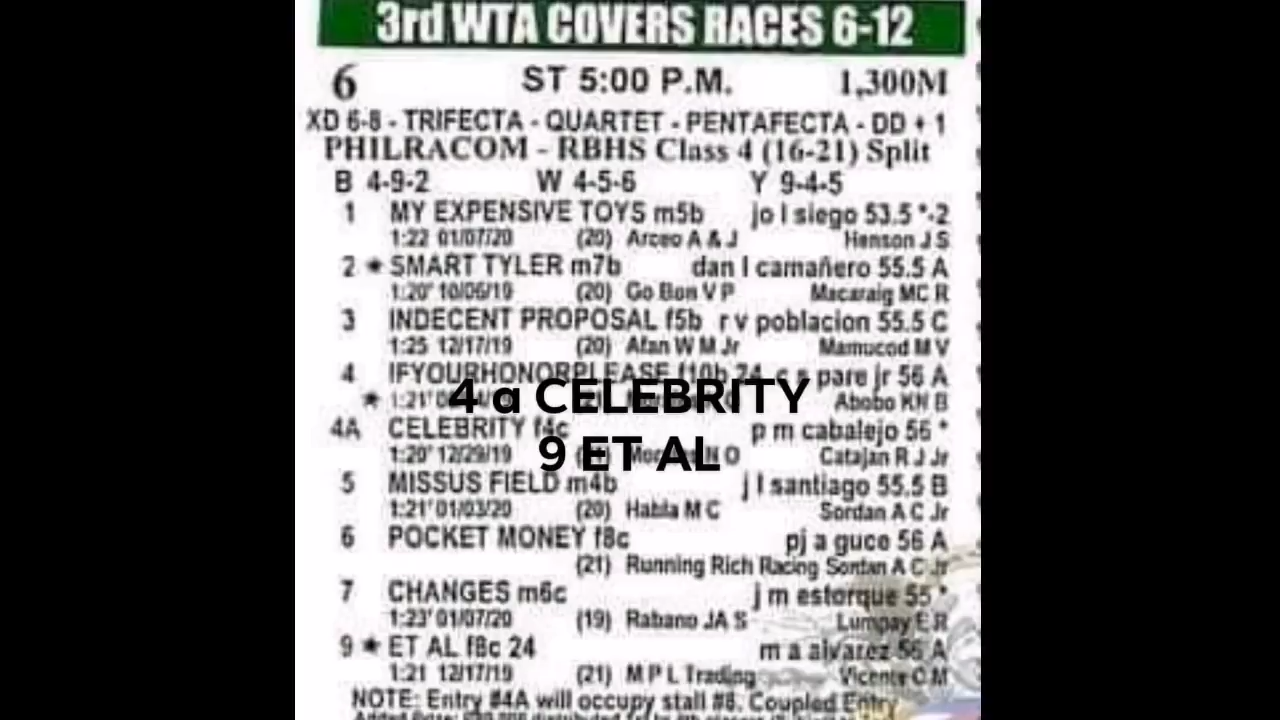 3rd WTA COVERS RACES 6-12
6 ST 5:00 P.M. 1,300M
XD 6-8 - TRIFECTA - QUARTET - PENTAFECTA - DD + 1
PHILRACOM - RBHS Class 4 (16-21) Split
B 4-9-2 W 4-5-6 Y 9-4-5
1 MY EXPENSIVE TOYS m5b jo l siego 53.5 *-2
1:22 01/07/20 (20) Arceo A & J Henson J S
2 ★ SMART TYLER m7b dan l camañero 55.5 A
1:20' 10/06/19 (20) Go Bon V P Macaraig MC R
3 INDECENT PROPOSAL f5b r v poblacion 55.5 C
1:25 12/17/19 (20) Afan W M Jr Mamucod M V
4 IFYOURHONORPLEASE f10b 24 c s pare jr 56 A
4 a CELEBRITY
★ 1:21' Abobo KN B
4A CELEBRITY f4c p m cabalejo 56 *
9 ET AL
1:20' 12/29/19 N O Catajan R J Jr
5 MISSUS FIELD m4b j l santiago 55.5 B
1:21' 01/03/20 (20) Habla M C Sordan A C Jr
6 POCKET MONEY f8c pj a guce 56 A
(21) Running Rich Racing Sordan A C Jr
7 CHANGES m6c j m estorque 55 *
1:23' 01/07/20 (19) Rabano JA S Lumpay E R
9 ★ ET AL f8c 24 m a alvarez 56 A
1:21 12/17/19 (21) M P L Trading Vicente O M
NOTE: Entry #4A will occupy stall #8. Coupled Entry